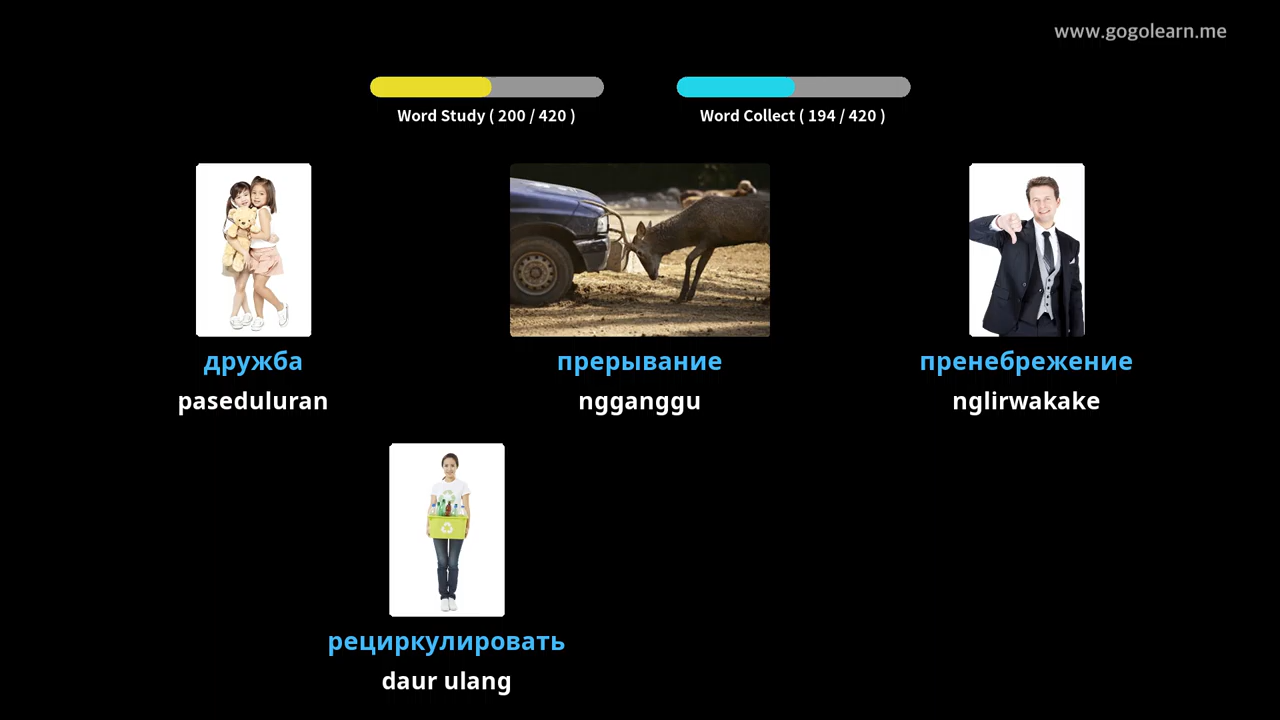 www.gogolearn.me
Word Study ( 200 / 420 )
Word Collect ( 194 / 420 )
дружба
прерывание
пренебрежение
paseduluran
ngganggu
nglirwakake
рециркулировать
daur ulang